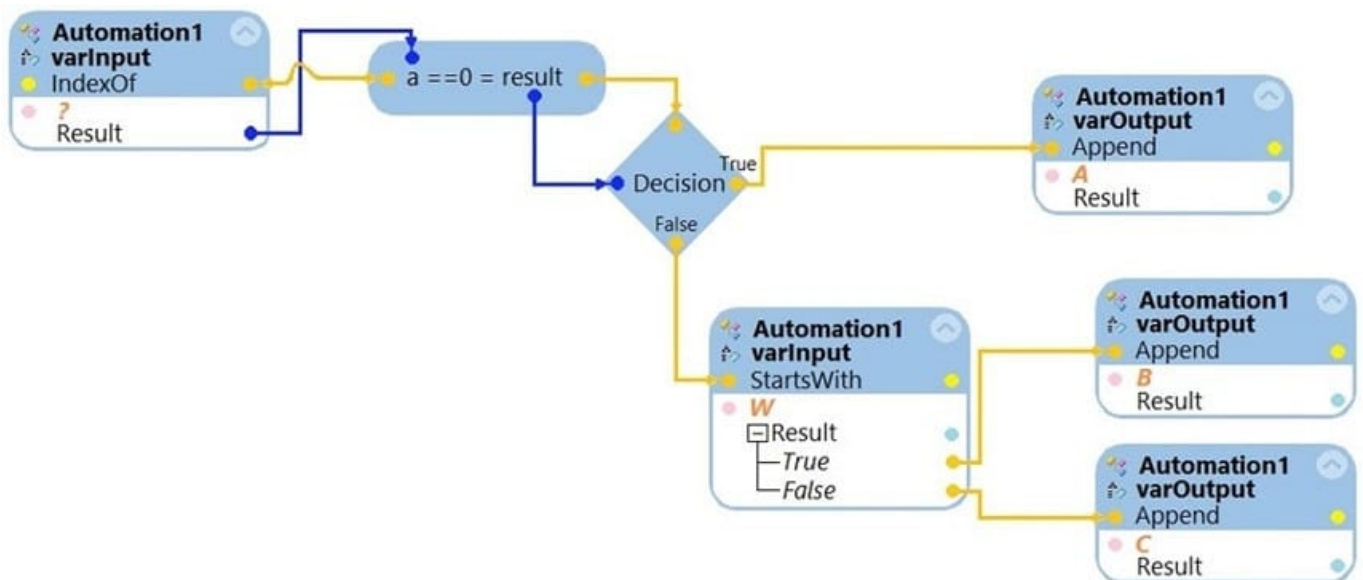 Automation1
varInput
IndexOf
?
Result
a ==0 = result
Decision
True
False
Automation1
varOutput
Append
A
Result
Automation1
varInput
StartsWith
W
Result
True
False
Automation1
varOutput
Append
B
Result
Automation1
varOutput
Append
C
Result